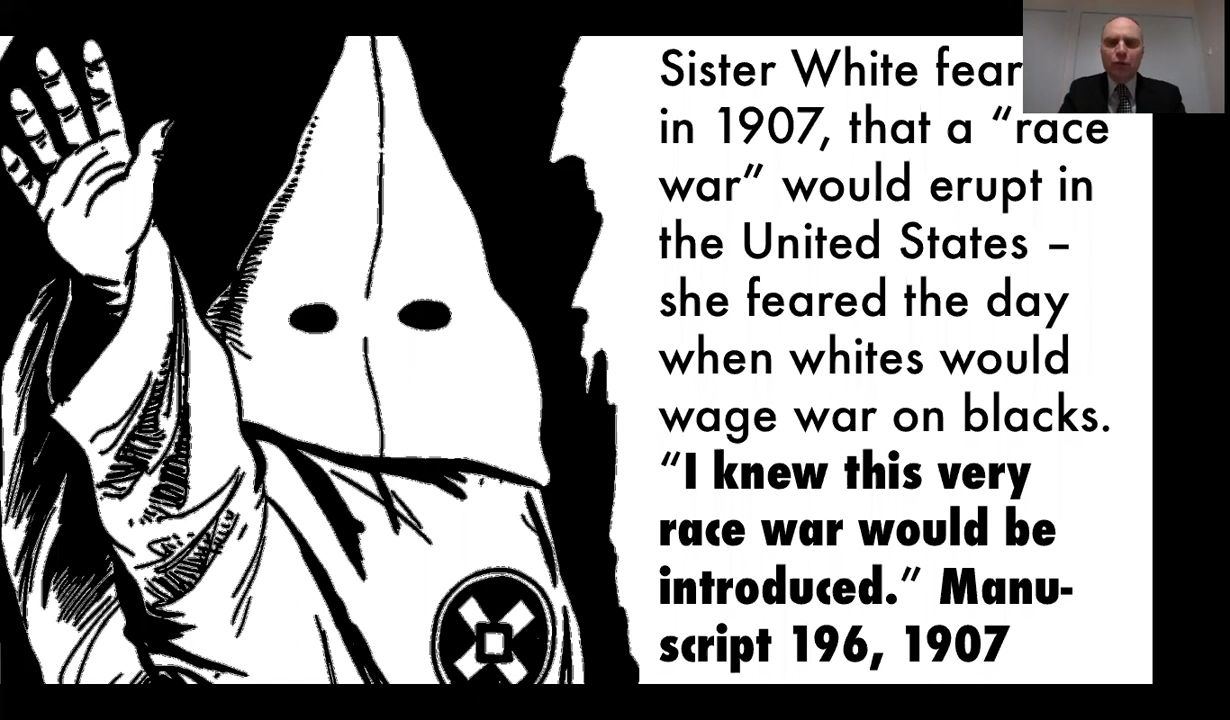 Sister White fear
in 1907, that a “race
war” would erupt in
the United States –
she feared the day
when whites would
wage war on blacks.
“I knew this very
race war would be
introduced.” Manu-
script 196, 1907